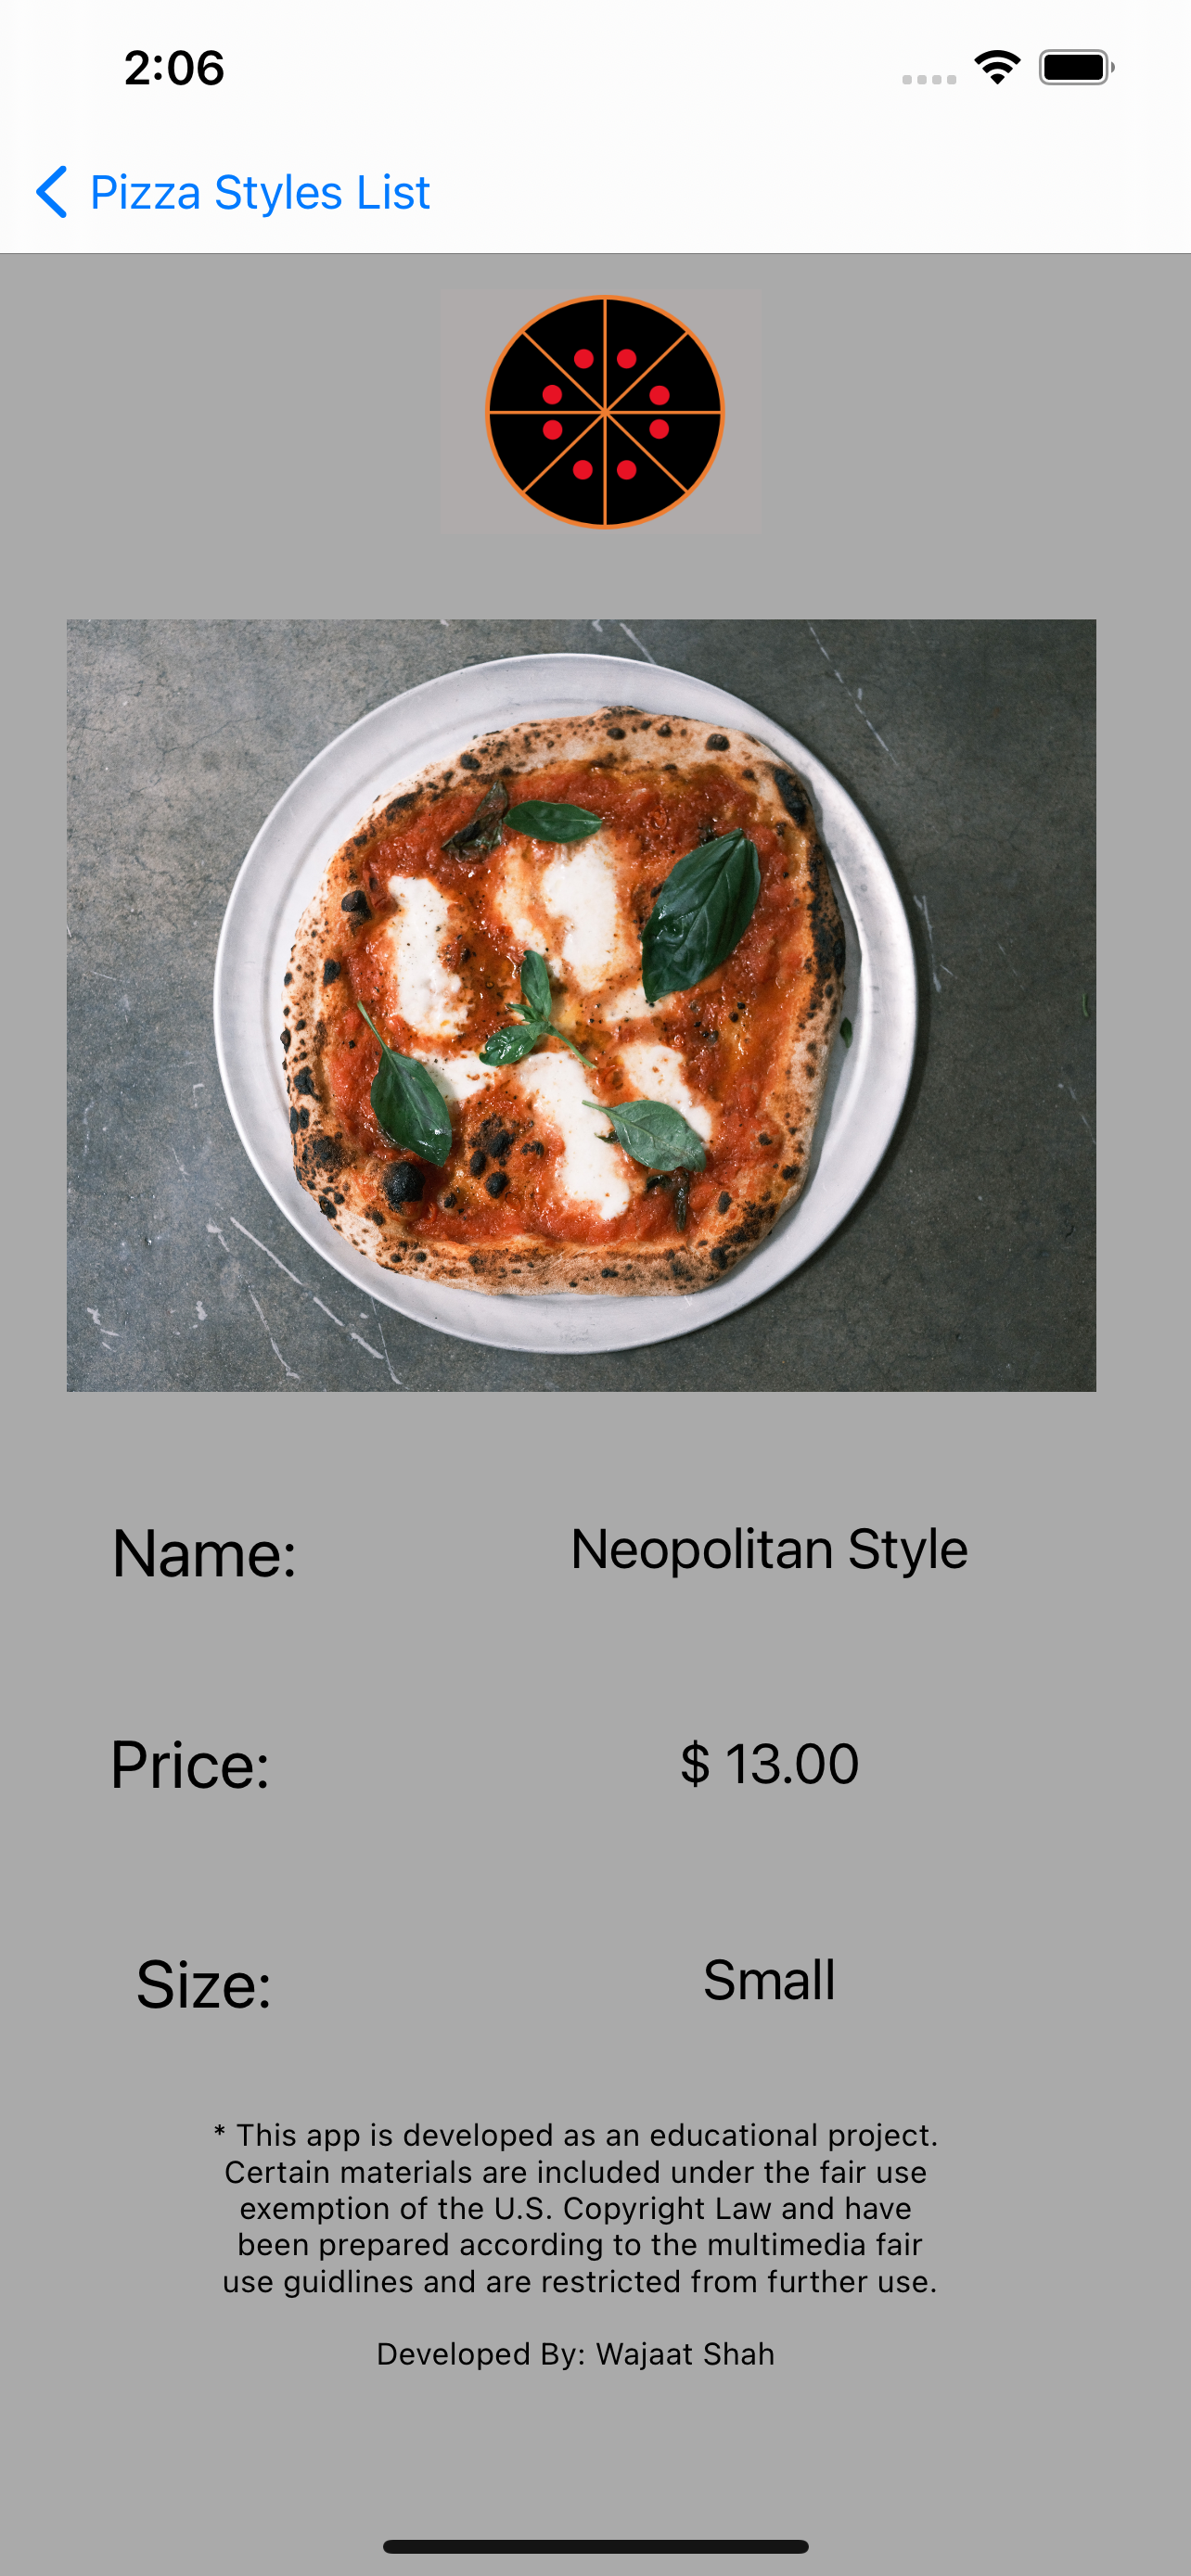 2:06
Pizza Styles List
Name: Neopolitan Style
Price: $ 13.00
Size: Small
* This app is developed as an educational project.
Certain materials are included under the fair use
exemption of the U.S. Copyright Law and have
been prepared according to the multimedia fair
use guidlines and are restricted from further use.
Developed By: Wajaat Shah